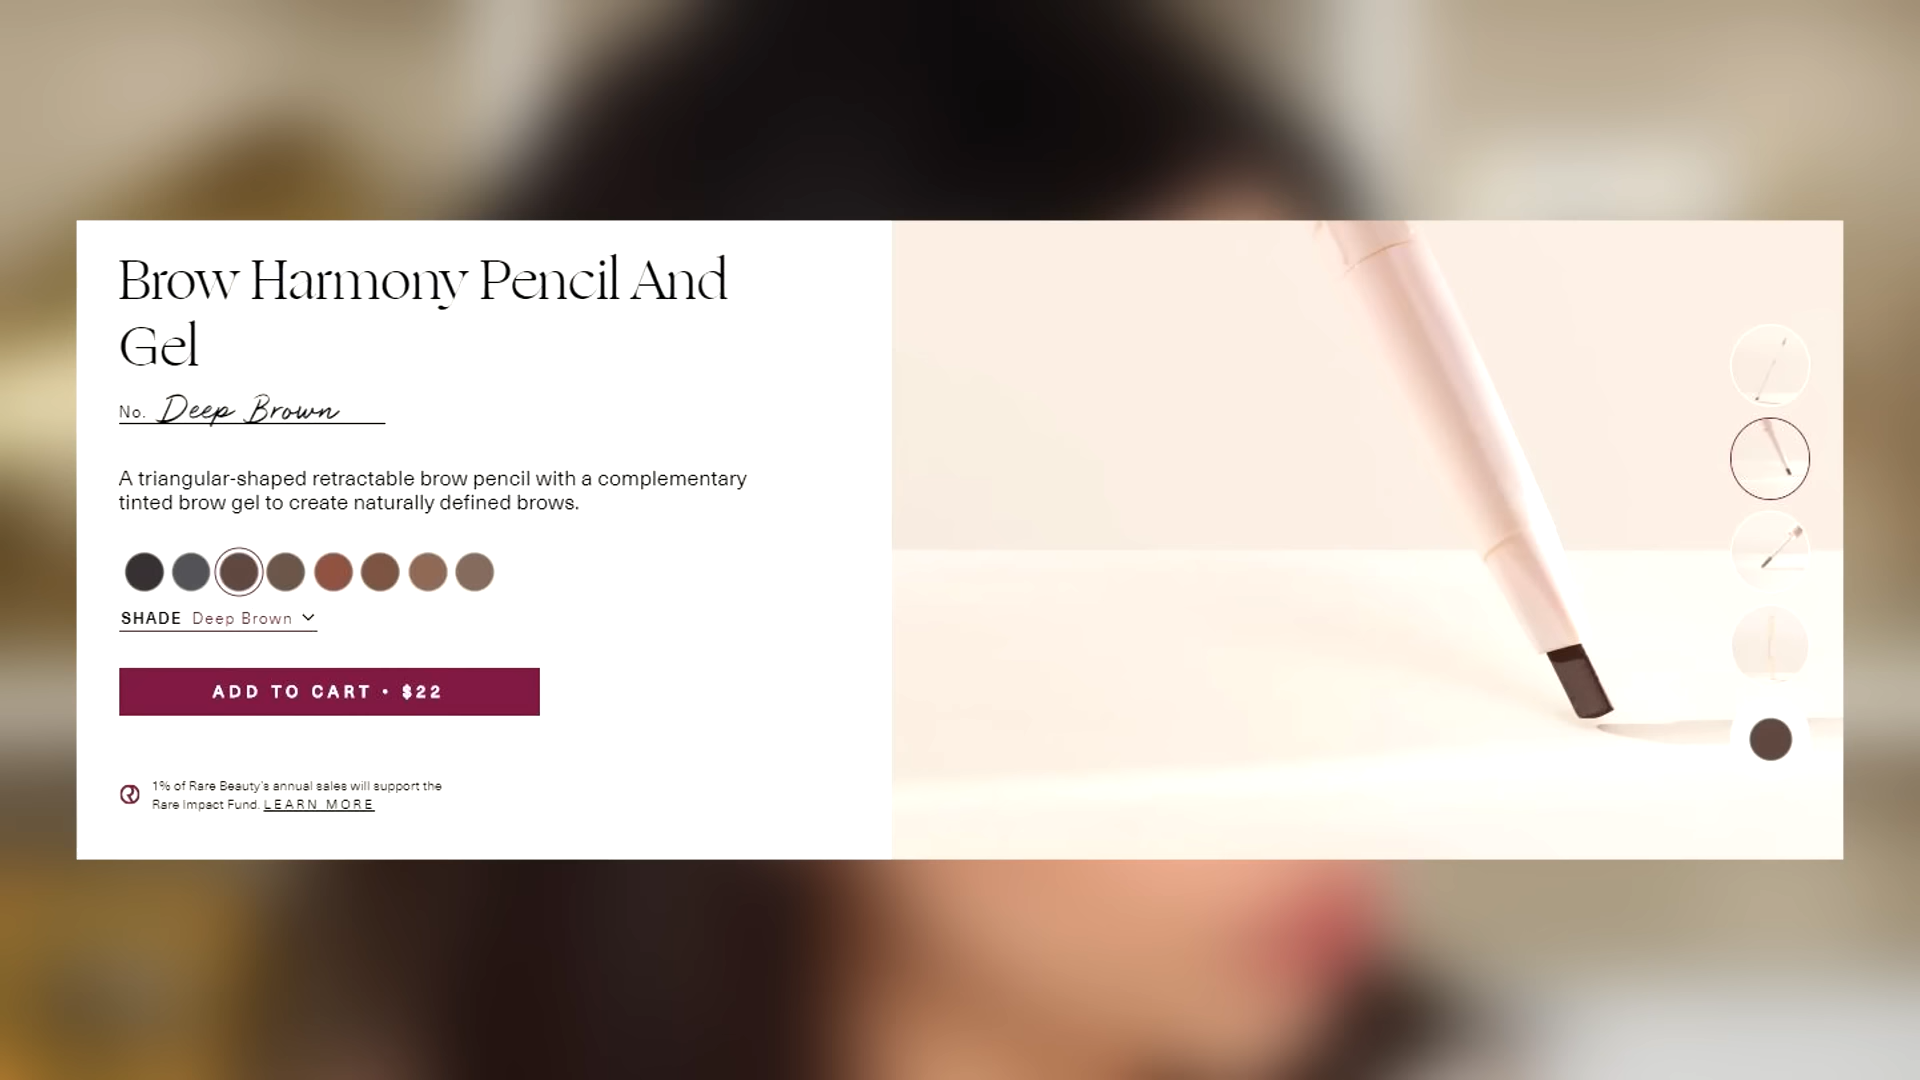 Brow Harmony Pencil And
Gel
No. Deep Brown
A triangular-shaped retractable brow pencil with a complementary
tinted brow gel to create naturally defined brows.
SHADE Deep Brown
ADD TO CART • $22
1% of Rare Beauty's annual sales will support the
Rare Impact Fund. LEARN MORE